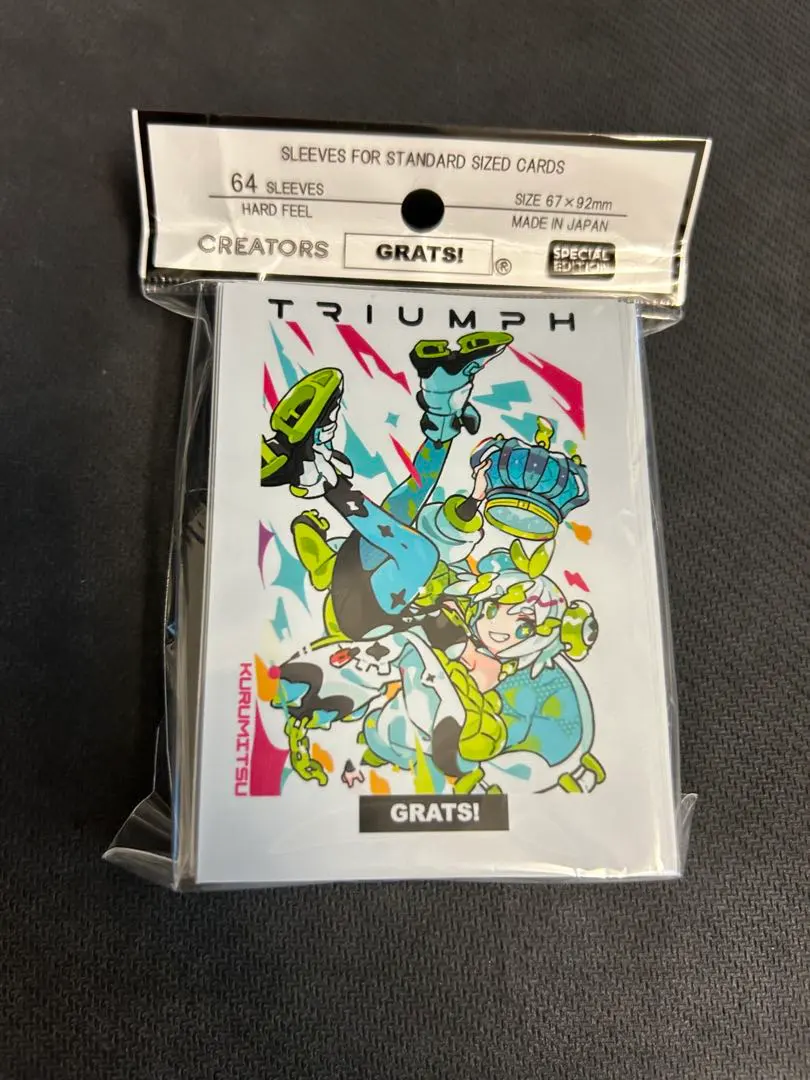 SLEEVES FOR STANDARD SIZED CARDS
64 SLEEVES
SIZE 67×92mm
HARD FEEL
MADE IN JAPAN
CREATORS GRATS! ® SPECIAL EDITION
TRIUMPH
KURUMITSU
GRATS!